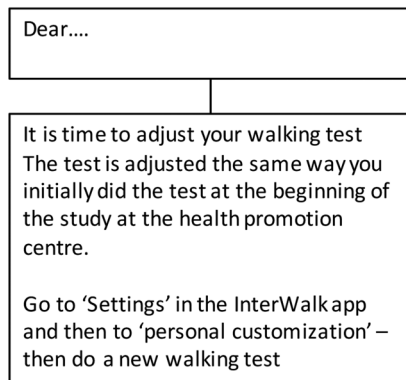 Dear....
It is time to adjust your walking test
The test is adjusted the same way you
initially did the test at the beginning of
the study at the health promotion
centre.
Go to ‘Settings’ in the InterWalk app
and then to ‘personal customization’ –
then do a new walking test